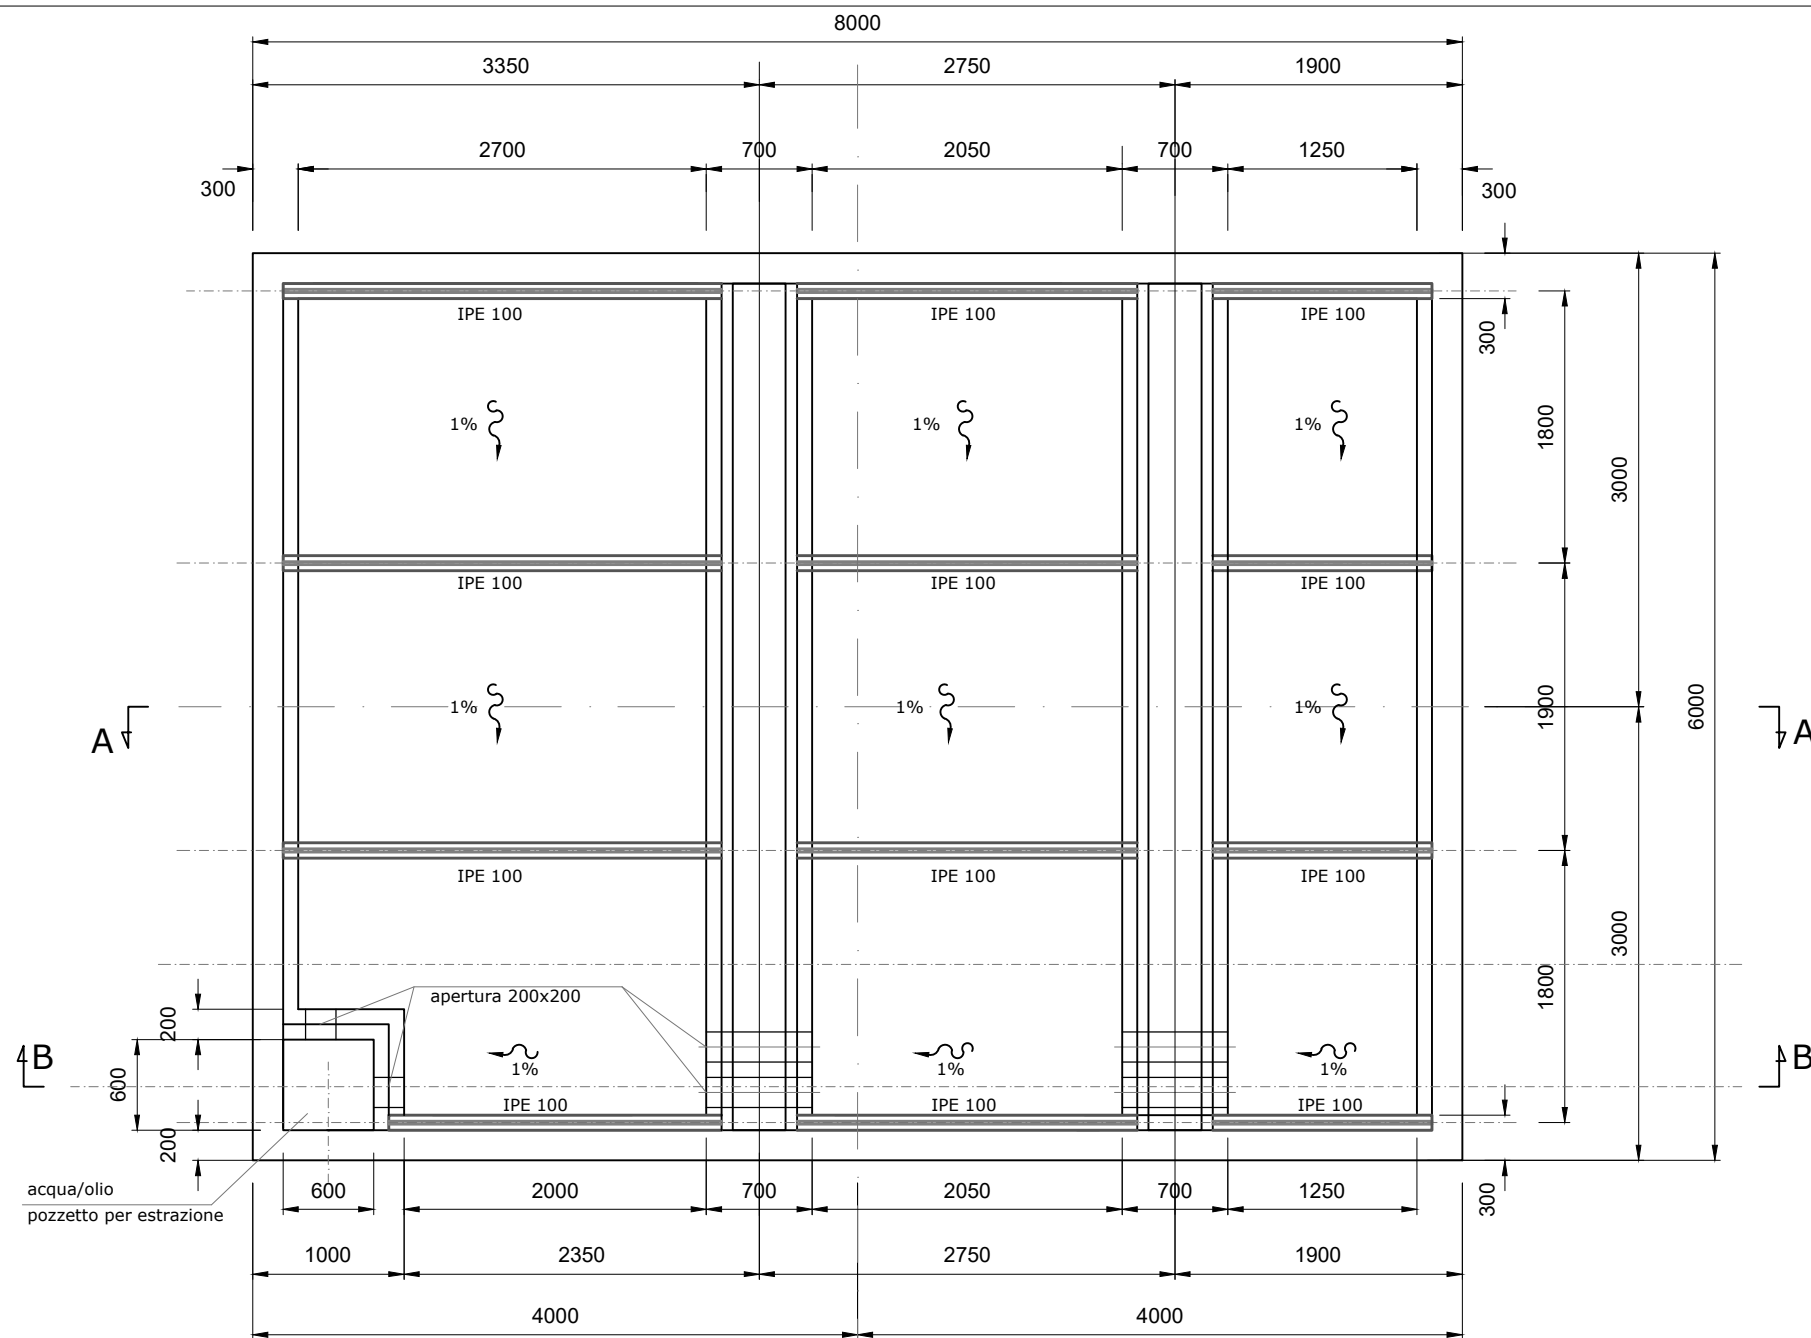 8000
3350 2750 1900
2700 700 2050 700 1250
300 300
IPE 100 IPE 100 IPE 100
300
1% 1% 1%
1800
3000
IPE 100 IPE 100 IPE 100
1% 1% 1%
1900
6000
A A
IPE 100 IPE 100 IPE 100
3000
1800
apertura 200x200
200
B B
1% 1% 1%
600
IPE 100 IPE 100 IPE 100
200
acqua/olio
pozzetto per estrazione
600 2000 700 2050 700 1250
300
1000 2350 2750 1900
4000 4000